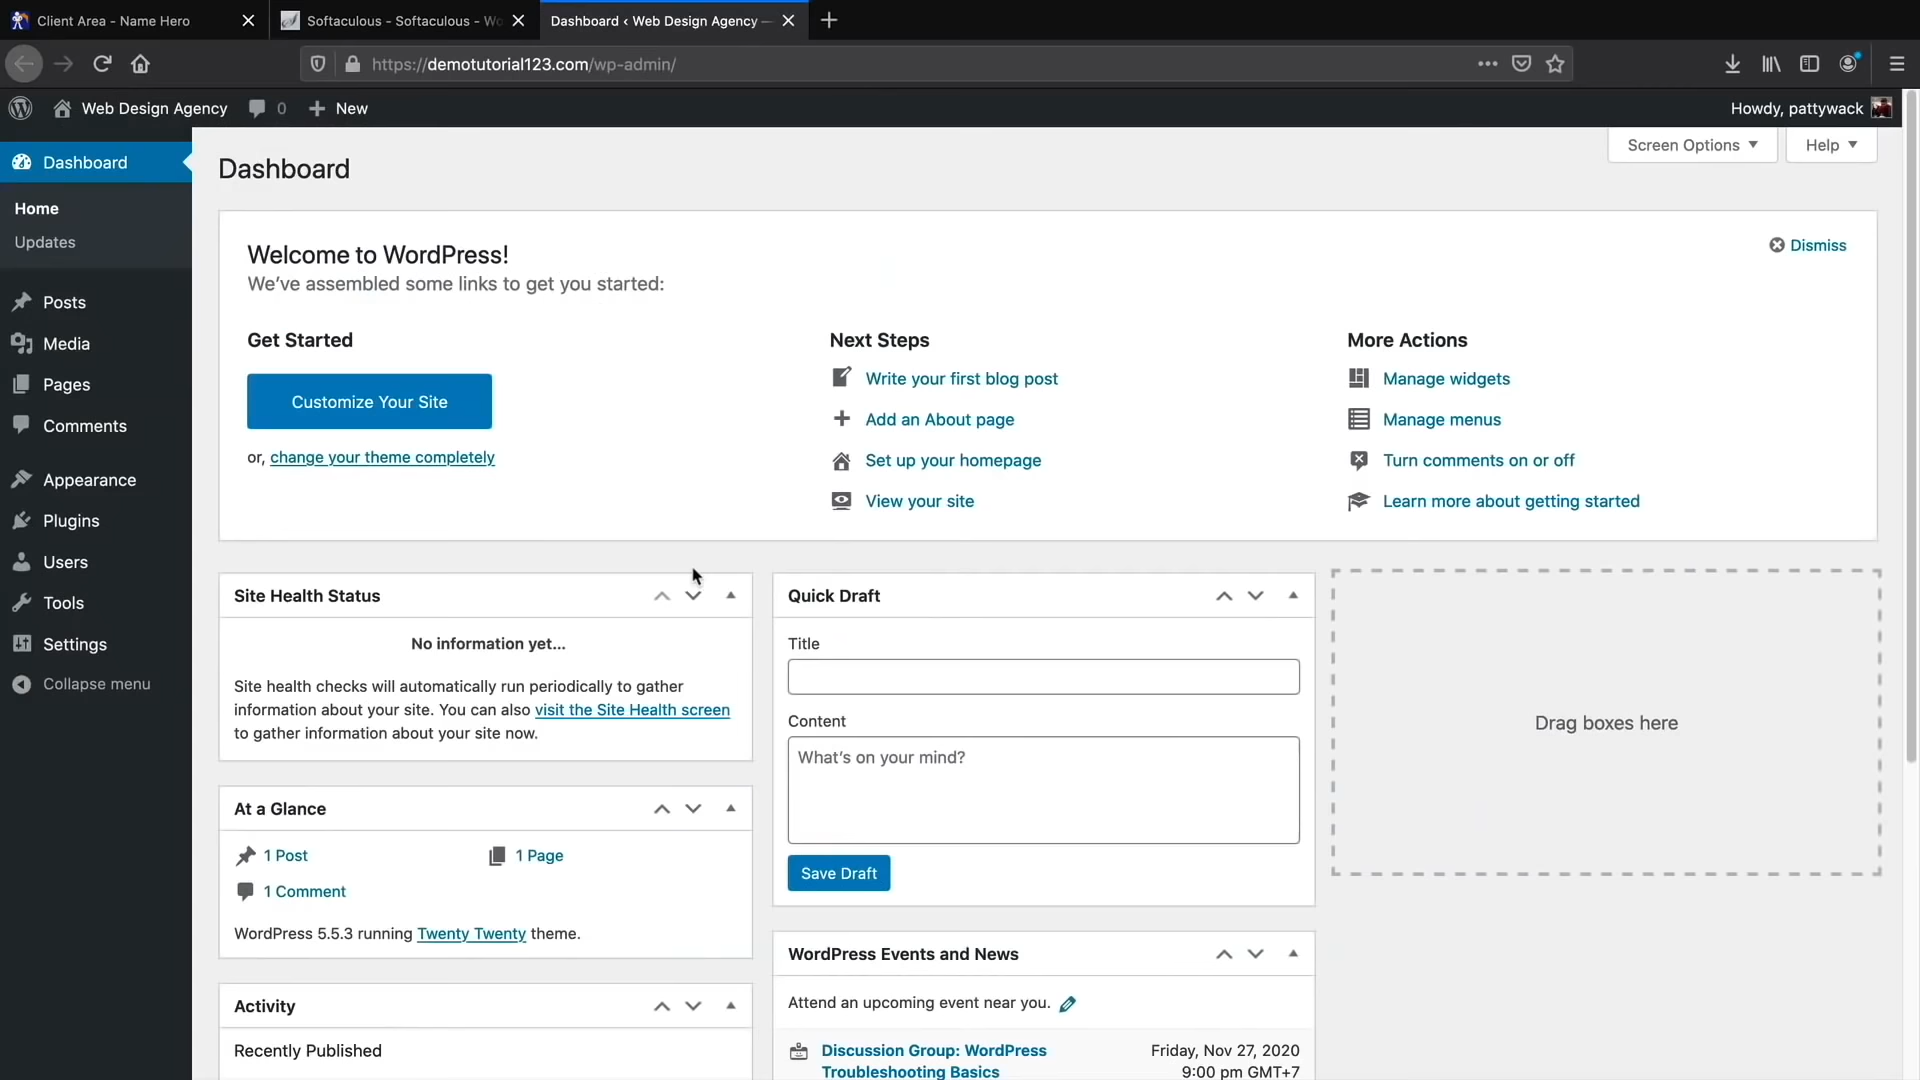 Client Area - Name Hero
Softaculous - Softaculous - Wo
Dashboard ‹ Web Design Agency —
https://demotutorial123.com/wp-admin/
Web Design Agency 0 New
Howdy, pattywack
Screen Options Help
Dashboard
Home
Updates
Posts
Media
Pages
Comments
Appearance
Plugins
Users
Tools
Settings
Collapse menu
Dashboard
Welcome to WordPress!
We've assembled some links to get you started:
Dismiss
Get Started
Customize Your Site
or, change your theme completely
Next Steps
Write your first blog post
Add an About page
Set up your homepage
View your site
More Actions
Manage widgets
Manage menus
Turn comments on or off
Learn more about getting started
Site Health Status
No information yet...
Site health checks will automatically run periodically to gather
information about your site. You can also visit the Site Health screen
to gather information about your site now.
At a Glance
1 Post 1 Page
1 Comment
WordPress 5.5.3 running Twenty Twenty theme.
Activity
Recently Published
Quick Draft
Title
Content
What's on your mind?
Save Draft
WordPress Events and News
Attend an upcoming event near you.
Discussion Group: WordPress
Troubleshooting Basics
Friday, Nov 27, 2020
9:00 pm GMT+7
Drag boxes here